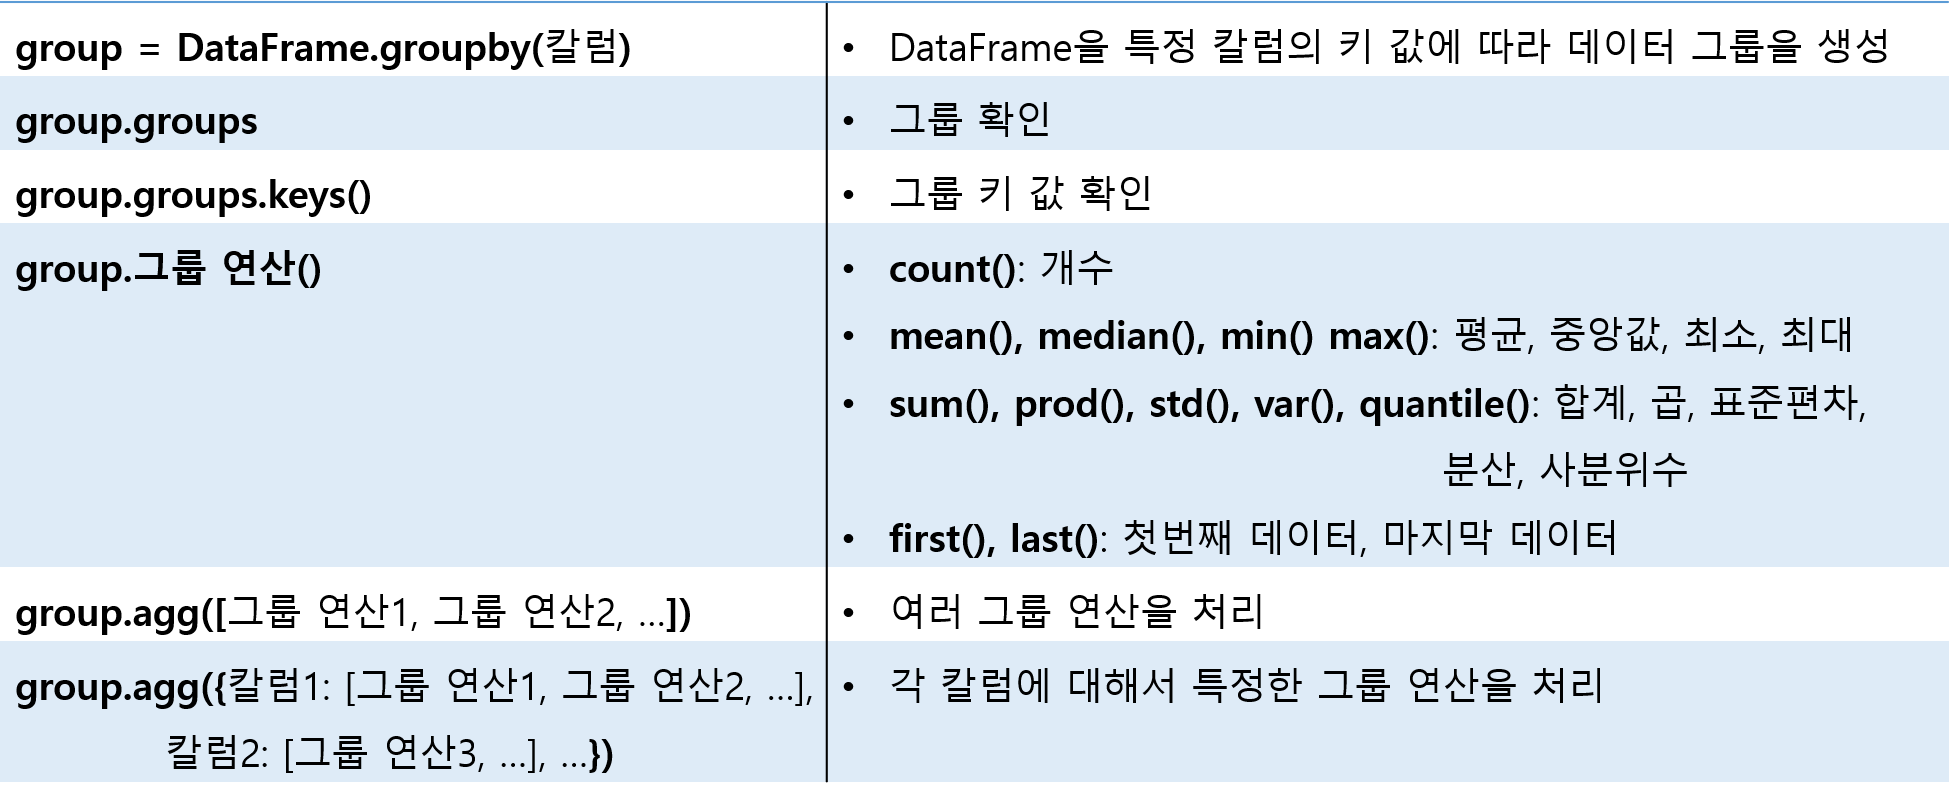 group = DataFrame.groupby(칼럼)
• DataFrame을 특정 칼럼의 키 값에 따라 데이터 그룹을 생성
group.groups
• 그룹 확인
group.groups.keys()
• 그룹 키 값 확인
group.그룹 연산()
• count(): 개수
• mean(), median(), min() max(): 평균, 중앙값, 최소, 최대
• sum(), prod(), std(), var(), quantile(): 합계, 곱, 표준편차,
분산, 사분위수
• first(), last(): 첫번째 데이터, 마지막 데이터
group.agg([그룹 연산1, 그룹 연산2, ...])
• 여러 그룹 연산을 처리
group.agg({칼럼1: [그룹 연산1, 그룹 연산2, ...],
칼럼2: [그룹 연산3, ...], ...})
• 각 칼럼에 대해서 특정한 그룹 연산을 처리